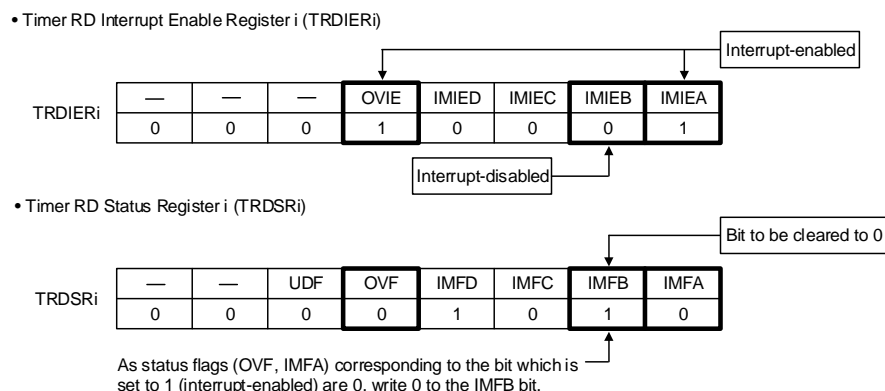 • Timer RD Interrupt Enable Register i (TRDIERi)
Interrupt-enabled
TRDIERi
— — — OVIE IMIED IMIEC IMIEB IMIEA
0 0 0 1 0 0 0 1
Interrupt-disabled
• Timer RD Status Register i (TRDSRi)
Bit to be cleared to 0
TRDSRi
— — UDF OVF IMFD IMFC IMFB IMFA
0 0 0 0 1 0 1 0
As status flags (OVF, IMFA) corresponding to the bit which is
set to 1 (interrupt-enabled) are 0, write 0 to the IMFB bit.